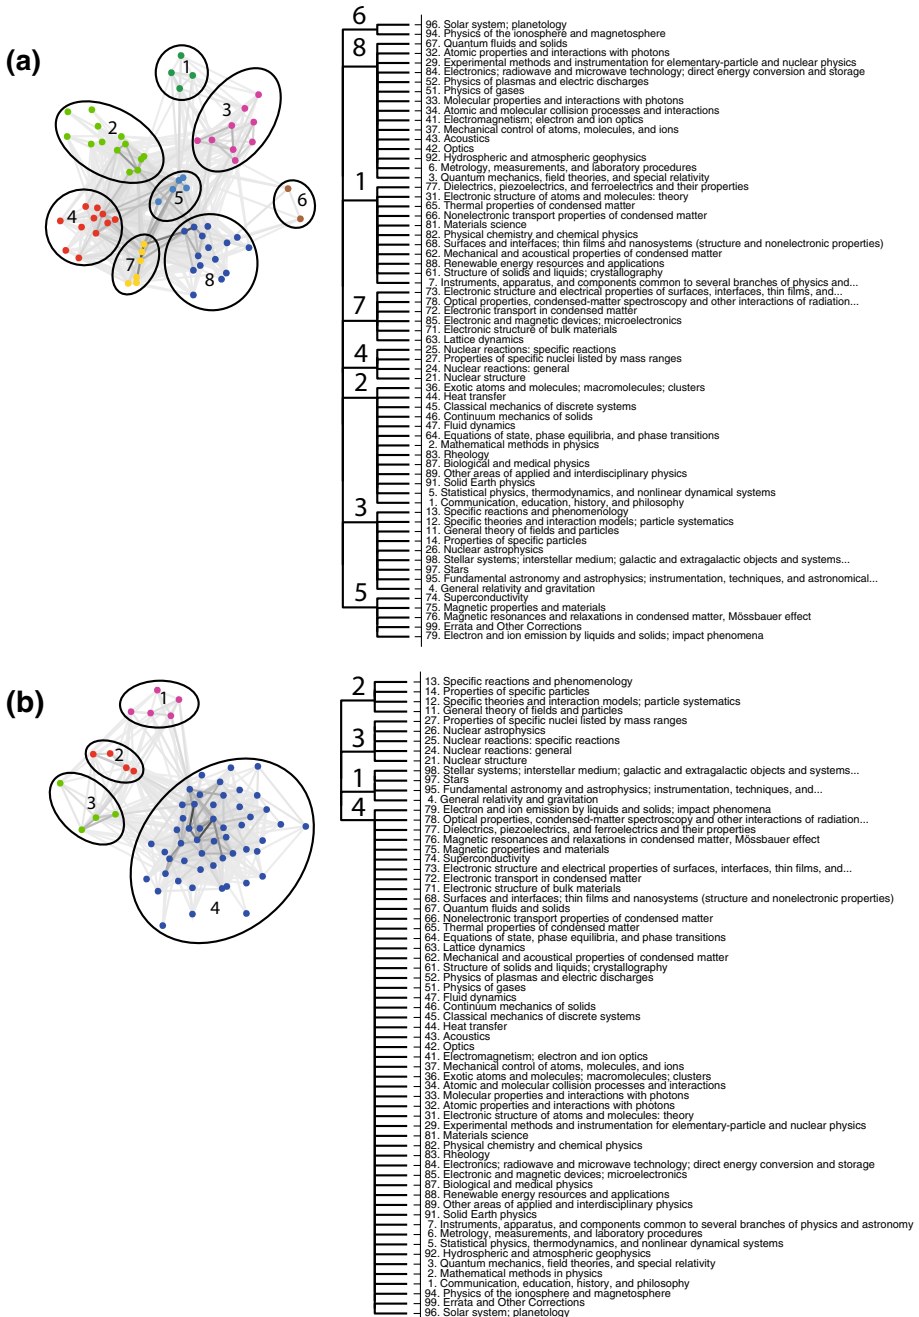 (a)
1
2
3
4
5
6
7
8
6
8
1
7
4
2
3
5
96. Solar system; planetology
94. Physics of the ionosphere and magnetosphere
67. Quantum fluids and solids
32. Atomic properties and interactions with photons
29. Experimental methods and instrumentation for elementary-particle and nuclear physics
84. Electronics; radiowave and microwave technology; direct energy conversion and storage
52. Physics of plasmas and electric discharges
51. Physics of gases
33. Molecular properties and interactions with photons
34. Atomic and molecular collision processes and interactions
41. Electromagnetism; electron and ion optics
37. Mechanical control of atoms, molecules, and ions
43. Acoustics
42. Optics
92. Hydrospheric and atmospheric geophysics
6. Metrology, measurements, and laboratory procedures
3. Quantum mechanics, field theories, and special relativity
77. Dielectrics, piezoelectrics, and ferroelectrics and their properties
31. Electronic structure of atoms and molecules: theory
65. Thermal properties of condensed matter
66. Nonelectronic transport properties of condensed matter
81. Materials science
82. Physical chemistry and chemical physics
68. Surfaces and interfaces; thin films and nanosystems (structure and nonelectronic properties)
62. Mechanical and acoustical properties of condensed matter
88. Renewable energy resources and applications
61. Structure of solids and liquids; crystallography
7. Instruments, apparatus, and components common to several branches of physics and...
73. Electronic structure and electrical properties of surfaces, interfaces, thin films, and...
78. Optical properties, condensed-matter spectroscopy and other interactions of radiation...
72. Electronic transport in condensed matter
85. Electronic and magnetic devices; microelectronics
71. Electronic structure of bulk materials
63. Lattice dynamics
25. Nuclear reactions: specific reactions
27. Properties of specific nuclei listed by mass ranges
24. Nuclear reactions: general
21. Nuclear structure
36. Exotic atoms and molecules; macromolecules; clusters
44. Heat transfer
45. Classical mechanics of discrete systems
46. Continuum mechanics of solids
47. Fluid dynamics
64. Equations of state, phase equilibria, and phase transitions
2. Mathematical methods in physics
83. Rheology
87. Biological and medical physics
89. Other areas of applied and interdisciplinary physics
91. Solid Earth physics
5. Statistical physics, thermodynamics, and nonlinear dynamical systems
1. Communication, education, history, and philosophy
13. Specific reactions and phenomenology
12. Specific theories and interaction models; particle systematics
11. General theory of fields and particles
14. Properties of specific particles
26. Nuclear astrophysics
98. Stellar systems; interstellar medium; galactic and extragalactic objects and systems...
97. Stars
95. Fundamental astronomy and astrophysics; instrumentation, techniques, and astronomical...
4. General relativity and gravitation
74. Superconductivity
75. Magnetic properties and materials
76. Magnetic resonances and relaxations in condensed matter, Mössbauer effect
99. Errata and Other Corrections
79. Electron and ion emission by liquids and solids; impact phenomena
(b)
1
2
3
4
2
3
1
4
13. Specific reactions and phenomenology
14. Properties of specific particles
12. Specific theories and interaction models; particle systematics
11. General theory of fields and particles
27. Properties of specific nuclei listed by mass ranges
26. Nuclear astrophysics
25. Nuclear reactions: specific reactions
24. Nuclear reactions: general
21. Nuclear structure
98. Stellar systems; interstellar medium; galactic and extragalactic objects and systems...
97. Stars
95. Fundamental astronomy and astrophysics; instrumentation, techniques, and...
4. General relativity and gravitation
79. Electron and ion emission by liquids and solids; impact phenomena
78. Optical properties, condensed-matter spectroscopy and other interactions of radiation...
77. Dielectrics, piezoelectrics, and ferroelectrics and their properties
76. Magnetic resonances and relaxations in condensed matter, Mössbauer effect
75. Magnetic properties and materials
74. Superconductivity
73. Electronic structure and electrical properties of surfaces, interfaces, thin films, and...
72. Electronic transport in condensed matter
71. Electronic structure of bulk materials
68. Surfaces and interfaces; thin films and nanosystems (structure and nonelectronic properties)
67. Quantum fluids and solids
66. Nonelectronic transport properties of condensed matter
65. Thermal properties of condensed matter
64. Equations of state, phase equilibria, and phase transitions
63. Lattice dynamics
62. Mechanical and acoustical properties of condensed matter
61. Structure of solids and liquids; crystallography
52. Physics of plasmas and electric discharges
51. Physics of gases
47. Fluid dynamics
46. Continuum mechanics of solids
45. Classical mechanics of discrete systems
44. Heat transfer
43. Acoustics
42. Optics
41. Electromagnetism; electron and ion optics
37. Mechanical control of atoms, molecules, and ions
36. Exotic atoms and molecules; macromolecules; clusters
34. Atomic and molecular collision processes and interactions
33. Molecular properties and interactions with photons
32. Atomic properties and interactions with photons
31. Electronic structure of atoms and molecules: theory
29. Experimental methods and instrumentation for elementary-particle and nuclear physics
81. Materials science
82. Physical chemistry and chemical physics
83. Rheology
84. Electronics; radiowave and microwave technology; direct energy conversion and storage
85. Electronic and magnetic devices; microelectronics
87. Biological and medical physics
88. Renewable energy resources and applications
89. Other areas of applied and interdisciplinary physics
91. Solid Earth physics
7. Instruments, apparatus, and components common to several branches of physics and astronomy
6. Metrology, measurements, and laboratory procedures
5. Statistical physics, thermodynamics, and nonlinear dynamical systems
92. Hydrospheric and atmospheric geophysics
3. Quantum mechanics, field theories, and special relativity
2. Mathematical methods in physics
1. Communication, education, history, and philosophy
94. Physics of the ionosphere and magnetosphere
99. Errata and Other Corrections
96. Solar system; planetology